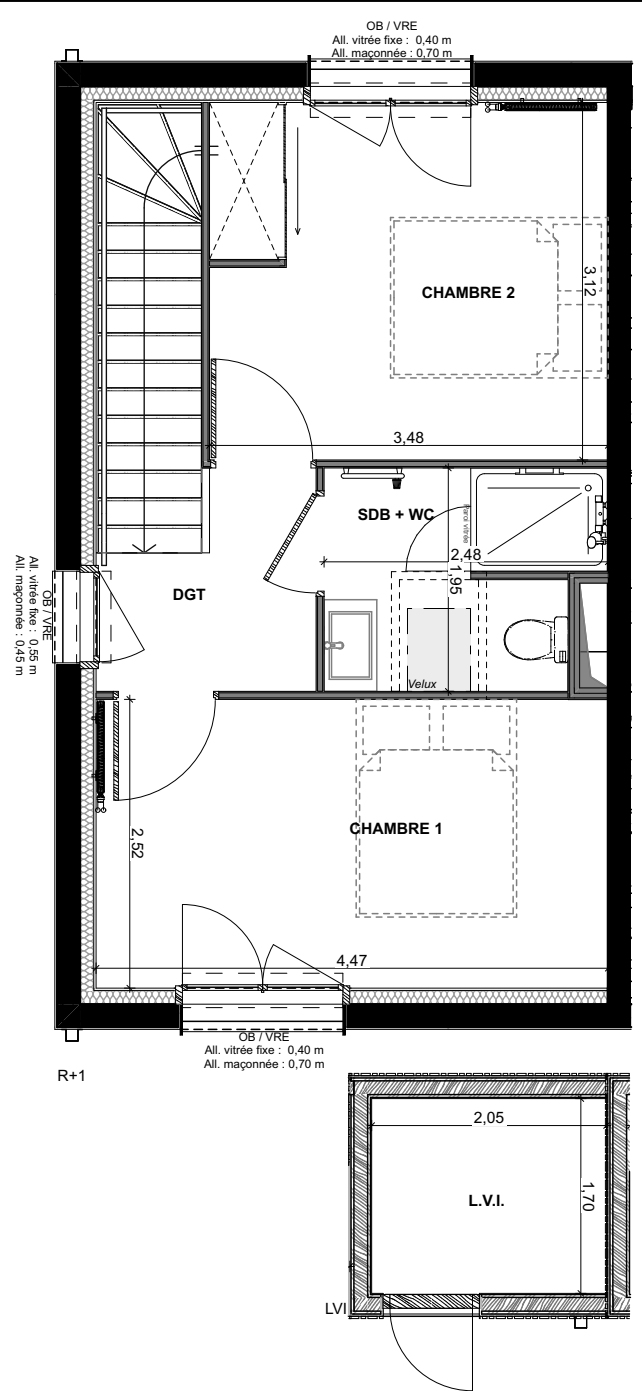 OB / VRE
All. vitrée fixe : 0,40 m
All. maçonnée : 0,70 m
CHAMBRE 2
3,12
3,48
SDB + WC
Paroi vitrée
2,48
1,95
DGT
OB / VRE
All. vitrée fixe : 0,55 m
All. maçonnée : 0,45 m
Velux
CHAMBRE 1
2,52
4,47
OB / VRE
All. vitrée fixe : 0,40 m
All. maçonnée : 0,70 m
R+1
2,05
1,70
L.V.I.
LVI